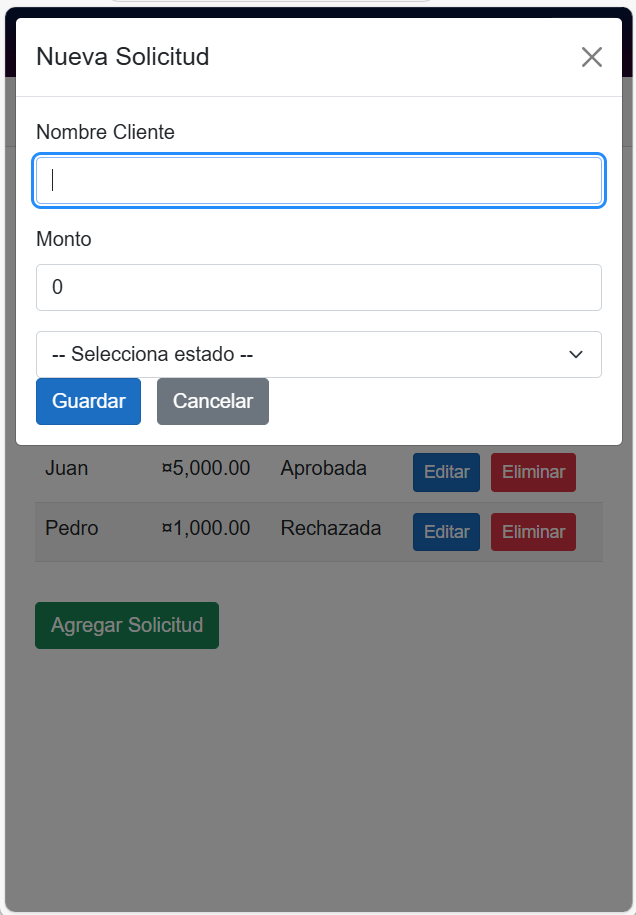 Nueva Solicitud
Nombre Cliente
Monto
0
-- Selecciona estado --
Guardar Cancelar
Juan ¤5,000.00 Aprobada Editar Eliminar
Pedro ¤1,000.00 Rechazada Editar Eliminar
Agregar Solicitud